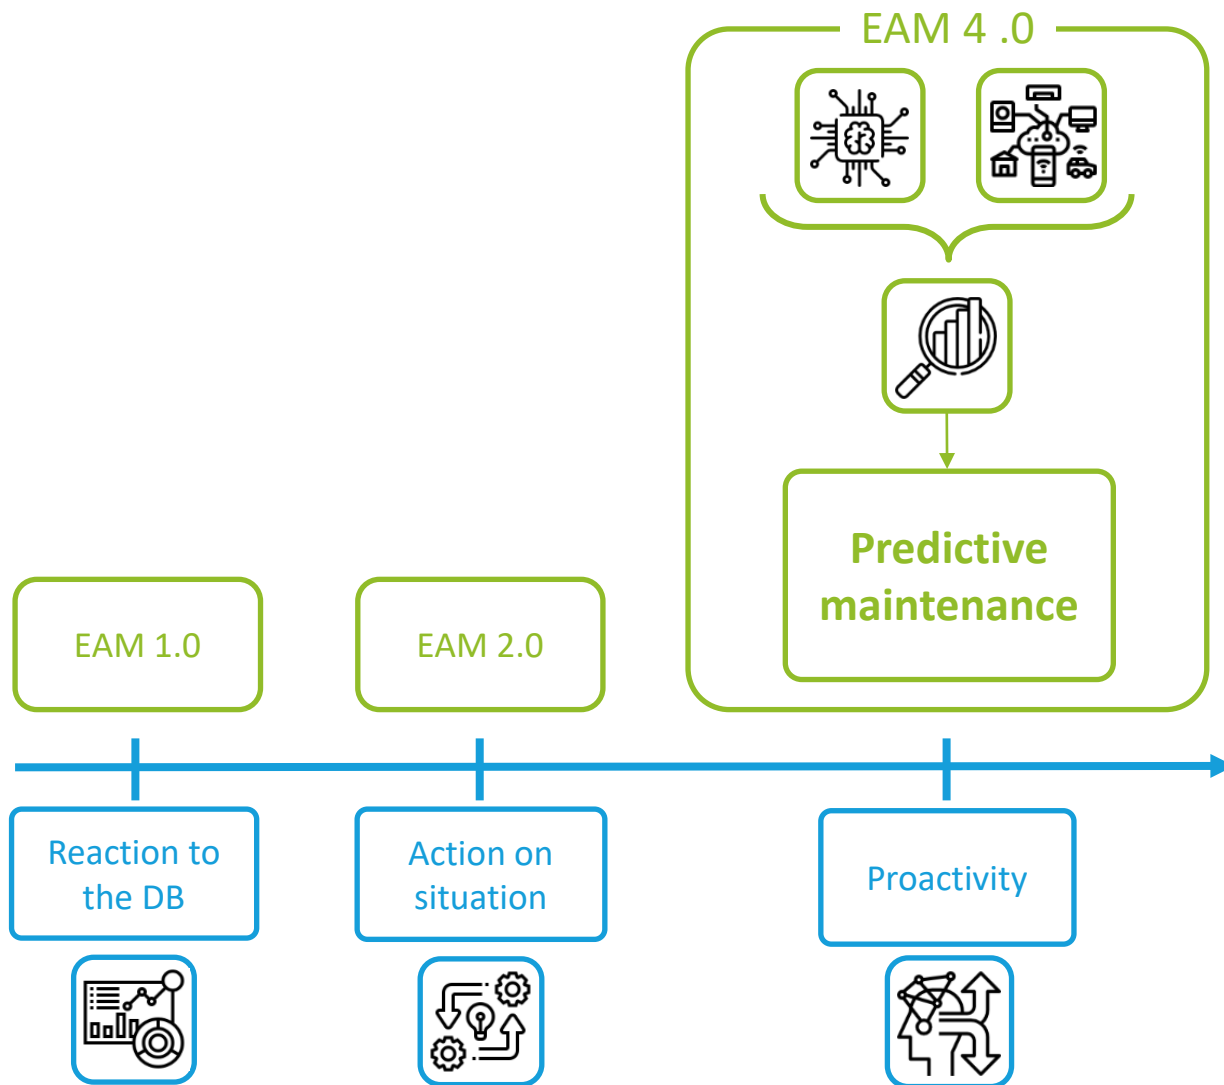 EAM 4 .0
Predictive
maintenance
EAM 1.0
EAM 2.0
Reaction to
the DB
Action on
situation
Proactivity